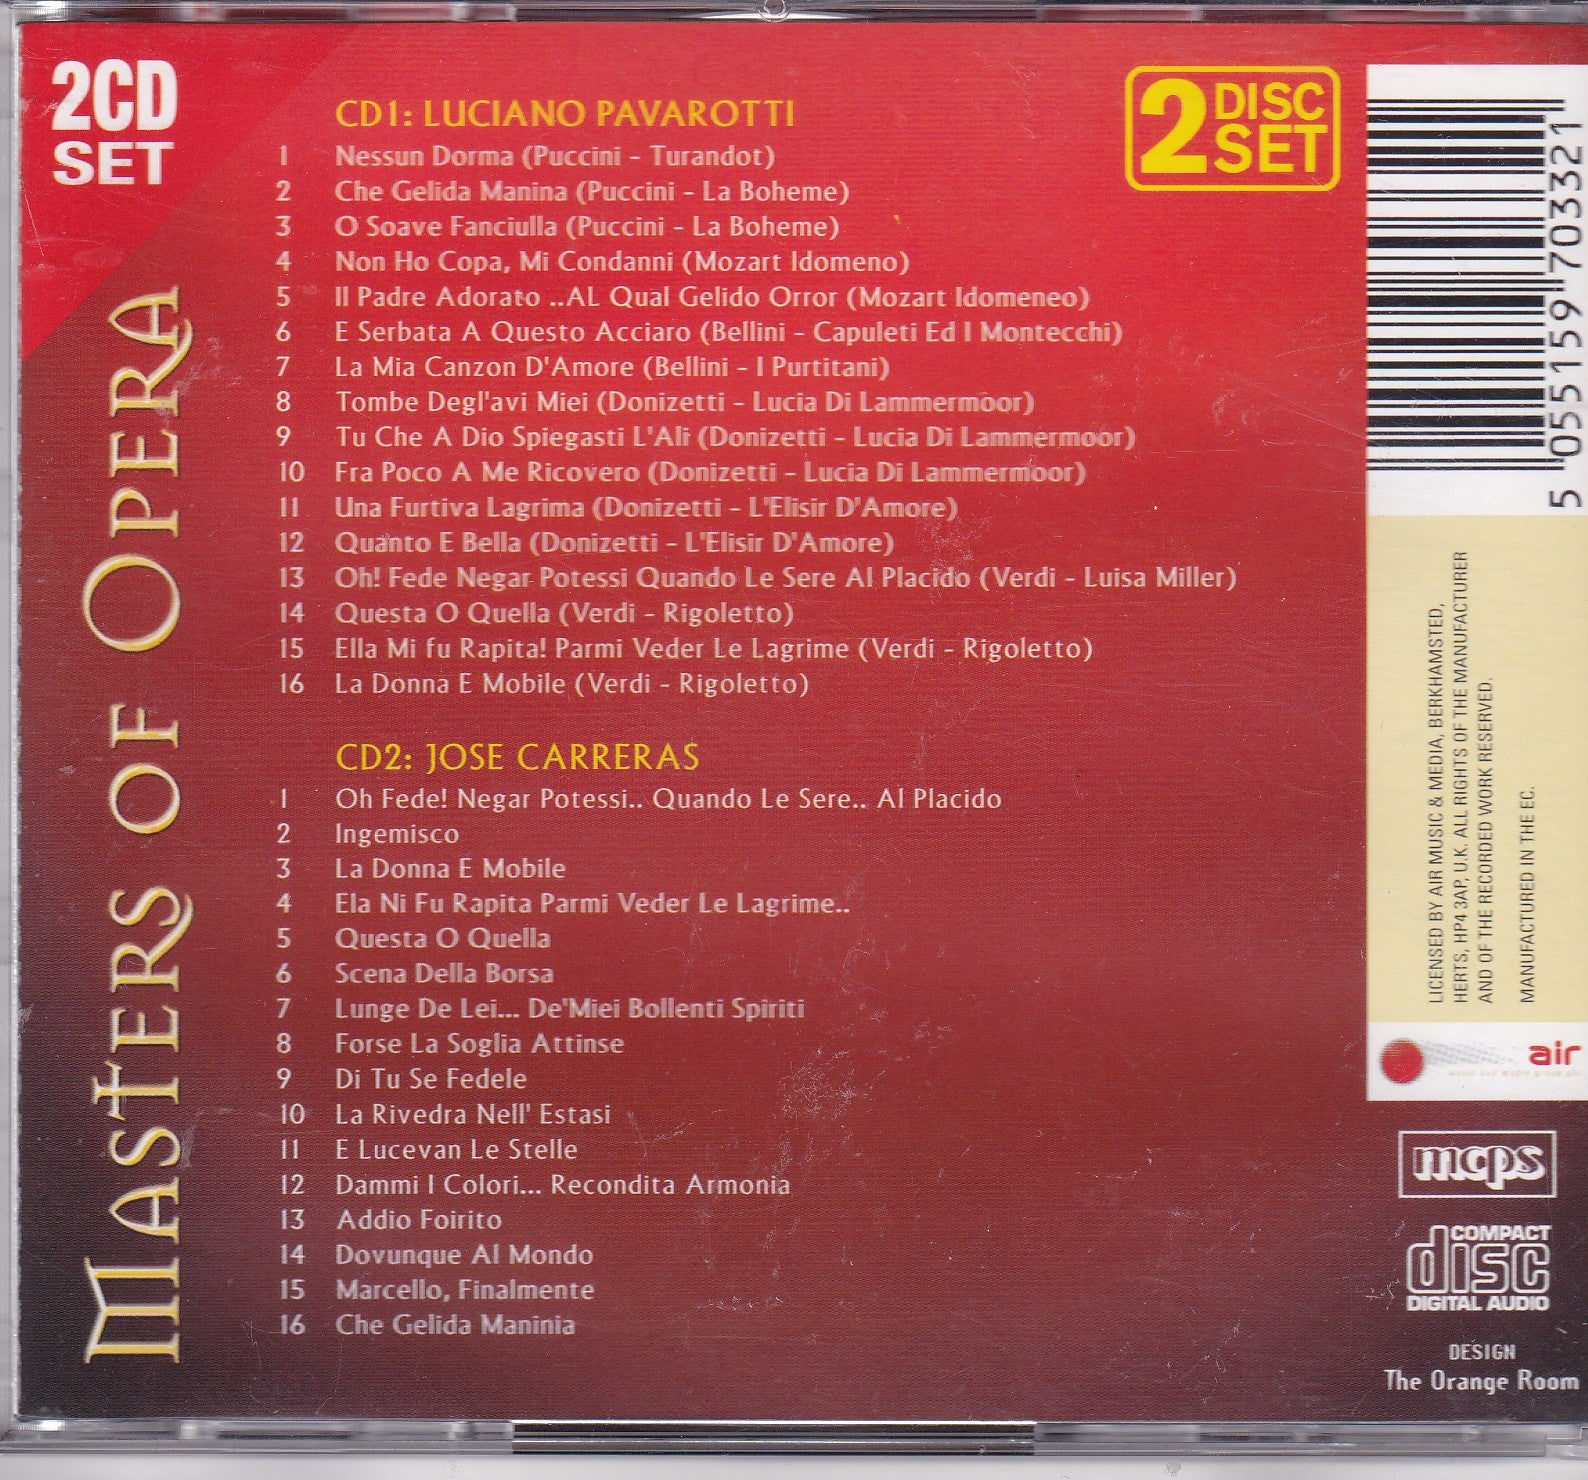 2CD
SET
MASTERS OF OPERA
2 DISC
SET
CD1: LUCIANO PAVAROTTI
1 Nessun Dorma (Puccini - Turandot)
2 Che Gelida Manina (Puccini - La Boheme)
3 O Soave Fanciulla (Puccini - La Boheme)
4 Non Ho Copa, Mi Condanni (Mozart Idomeno)
5 Il Padre Adorato ..AL Qual Gelido Orror (Mozart Idomeneo)
6 E Serbata A Questo Acciaro (Bellini - Capuleti Ed I Montecchi)
7 La Mia Canzon D'Amore (Bellini - I Purtitani)
8 Tombe Degl'avi Miei (Donizetti - Lucia Di Lammermoor)
9 Tu Che A Dio Spiegasti L'Ali (Donizetti - Lucia Di Lammermoor)
10 Fra Poco A Me Ricovero (Donizetti - Lucia Di Lammermoor)
11 Una Furtiva Lagrima (Donizetti - L'Elisir D'Amore)
12 Quanto E Bella (Donizetti - L'Elisir D'Amore)
13 Oh! Fede Negar Potessi Quando Le Sere Al Placido (Verdi - Luisa Miller)
14 Questa O Quella (Verdi - Rigoletto)
15 Ella Mi fu Rapita! Parmi Veder Le Lagrime (Verdi - Rigoletto)
16 La Donna E Mobile (Verdi - Rigoletto)
CD2: JOSE CARRERAS
1 Oh Fede! Negar Potessi.. Quando Le Sere.. Al Placido
2 Ingemisco
3 La Donna E Mobile
4 Ela Ni Fu Rapita Parmi Veder Le Lagrime..
5 Questa O Quella
6 Scena Della Borsa
7 Lunge De Lei... De'Miei Bollenti Spiriti
8 Forse La Soglia Attinse
9 Di Tu Se Fedele
10 La Rivedra Nell' Estasi
11 E Lucevan Le Stelle
12 Dammi I Colori... Recondita Armonia
13 Addio Foirito
14 Dovunque Al Mondo
15 Marcello, Finalmente
16 Che Gelida Maninia
5 055159 703321
LICENSED BY AIR MUSIC & MEDIA, BERKHAMSTED,
HERTS, HP4 3AP, U.K. ALL RIGHTS OF THE MANUFACTURER
AND OF THE RECORDED WORK RESERVED.
MANUFACTURED IN THE EC.
air
mcps
COMPACT
disc
DIGITAL AUDIO
DESIGN
The Orange Room